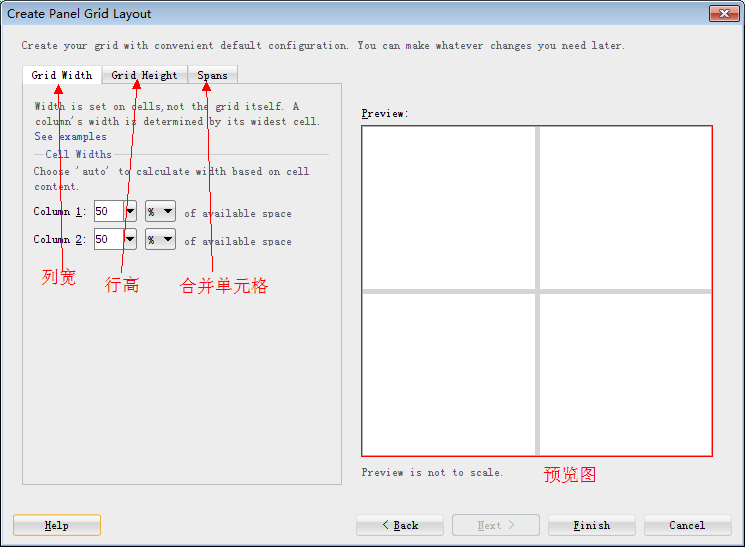 Create Panel Grid Layout
Create your grid with convenient default configuration. You can make whatever changes you need later.
Grid Width Grid Height Spans
Width is set on cells,not the grid itself. A
column's width is determined by its widest cell.
See examples
Cell Widths
Choose 'auto' to calculate width based on cell
content.
Column 1: 50 % of available space
Column 2: 50 % of available space
列宽 行高 合并单元格
Preview:
Preview is not to scale. 预览图
Help < Back Next > Finish Cancel